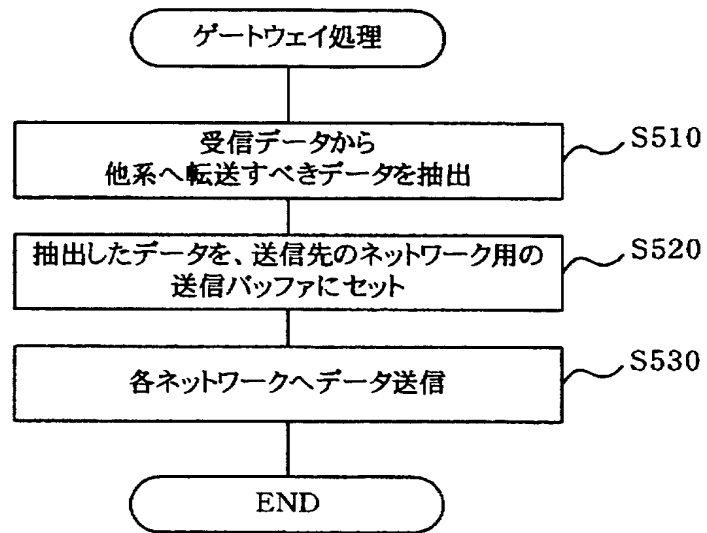 ゲートウェイ処理
受信データから
他系へ転送すべきデータを抽出
S510
抽出したデータを、送信先のネットワーク用の
送信バッファにセット
S520
各ネットワークへデータ送信
S530
END